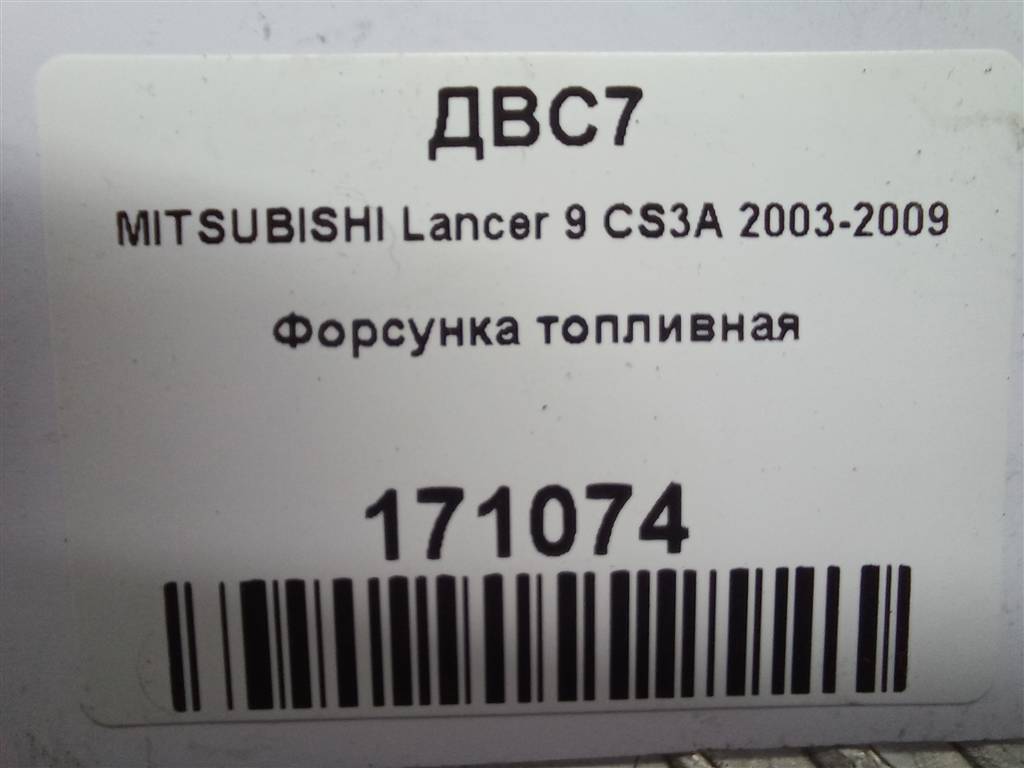 ДВС7
MITSUBISHI Lancer 9 CS3A 2003-2009
Форсунка топливная
171074